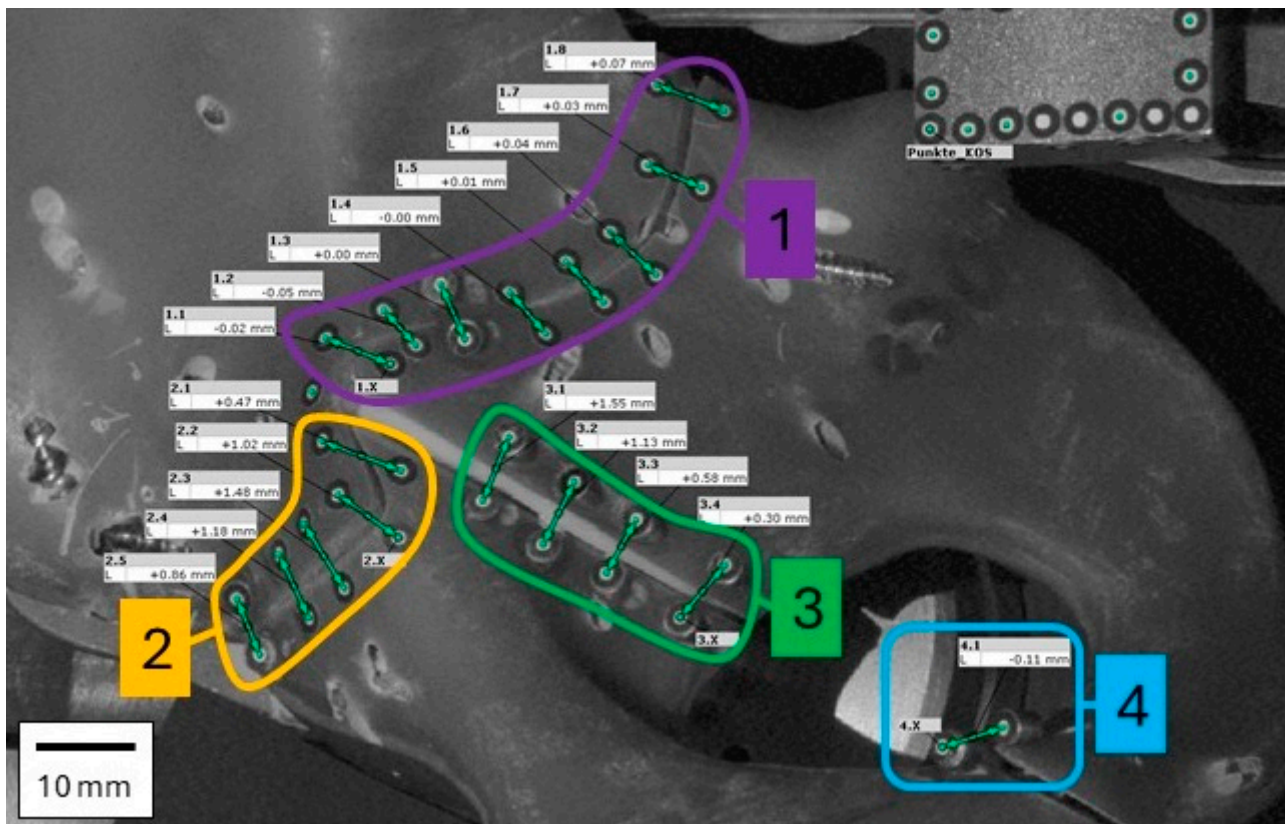 1.8
L +0.07 mm
1.7
L +0.03 mm
1.6
L +0.04 mm
1.5
L +0.01 mm
1.4
L -0.00 mm
1.3
L +0.00 mm
1.2
L -0.05 mm
1.1
L -0.02 mm
1.X
Punkte_KOS
1
2.1
L +0.47 mm
2.2
L +1.02 mm
2.3
L +1.48 mm
2.4
L +1.18 mm
2.5
L +0.86 mm
2.X
2
3.1
L +1.55 mm
3.2
L +1.13 mm
3.3
L +0.58 mm
3.4
L +0.30 mm
3.X
3
4.1
L -0.11 mm
4.X
4
10 mm